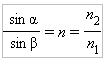 sin α / sin β = n = n₂ / n₁